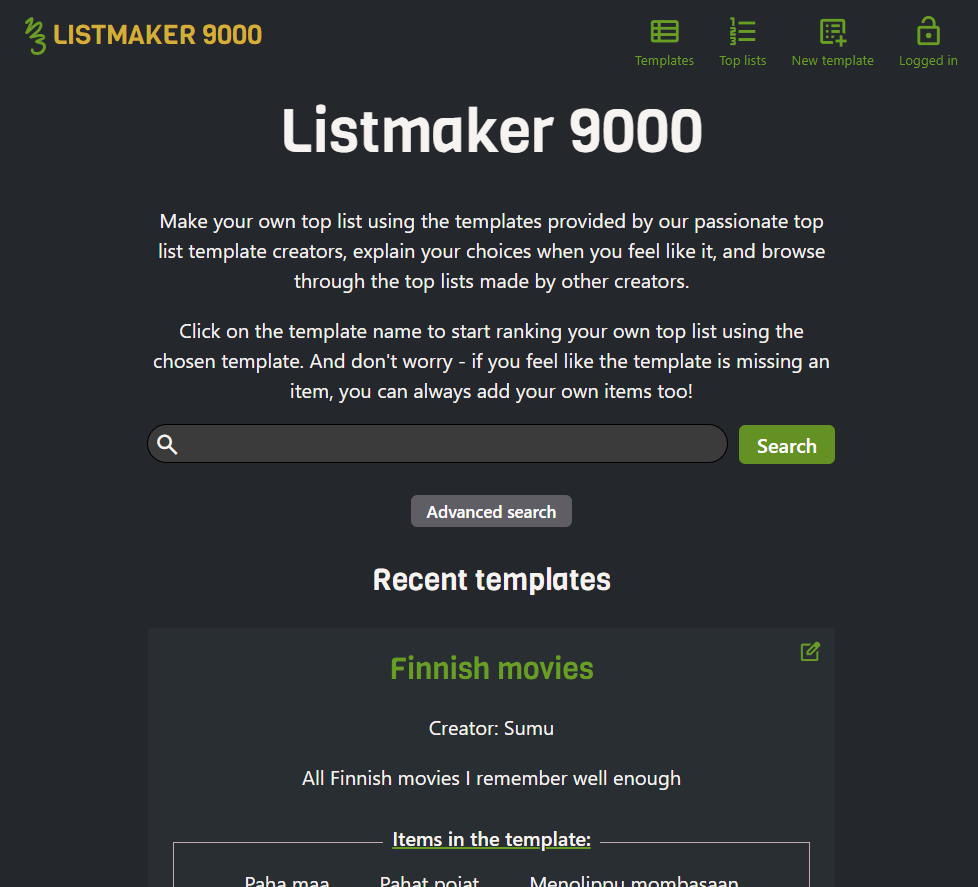 LISTMAKER 9000
Templates
Top lists
New template
Logged in
Listmaker 9000
Make your own top list using the templates provided by our passionate top
list template creators, explain your choices when you feel like it, and browse
through the top lists made by other creators.
Click on the template name to start ranking your own top list using the
chosen template. And don't worry - if you feel like the template is missing an
item, you can always add your own items too!
Search
Advanced search
Recent templates
Finnish movies
Creator: Sumu
All Finnish movies I remember well enough
Items in the template:
Paha maa Pahat pojat Menolippu mombasaan